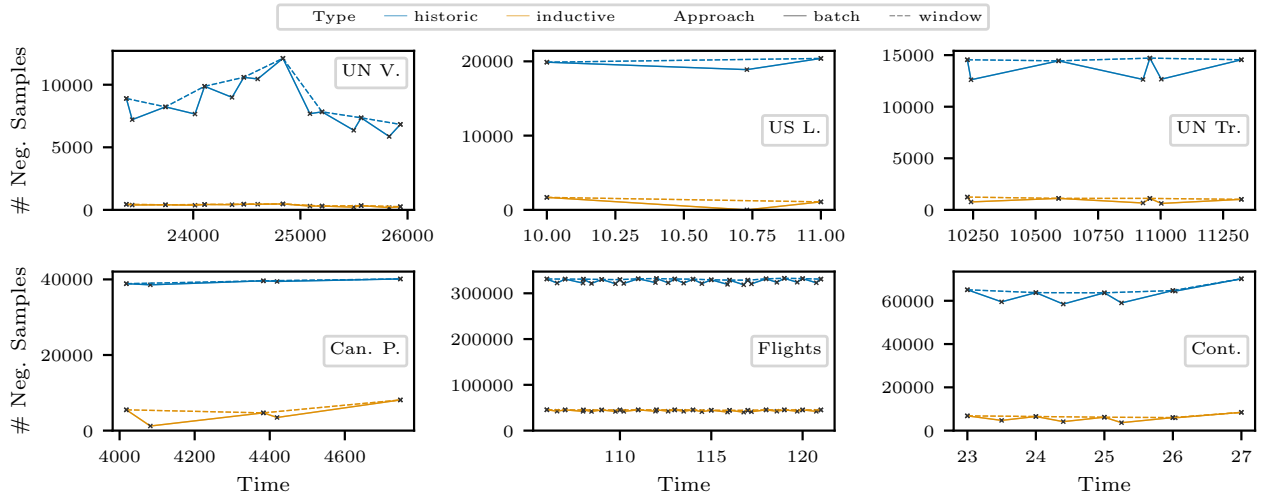 Type historic inductive Approach batch window
# Neg. Samples
10000
5000
0
24000 25000 26000
UN V.
20000
10000
0
10.00 10.25 10.50 10.75 11.00
US L.
15000
10000
5000
0
10250 10500 10750 11000 11250
UN Tr.
# Neg. Samples
40000
20000
0
4000 4200 4400 4600
Can. P.
Time
300000
200000
100000
0
110 115 120
Flights
Time
60000
40000
20000
0
23 24 25 26 27
Cont.
Time